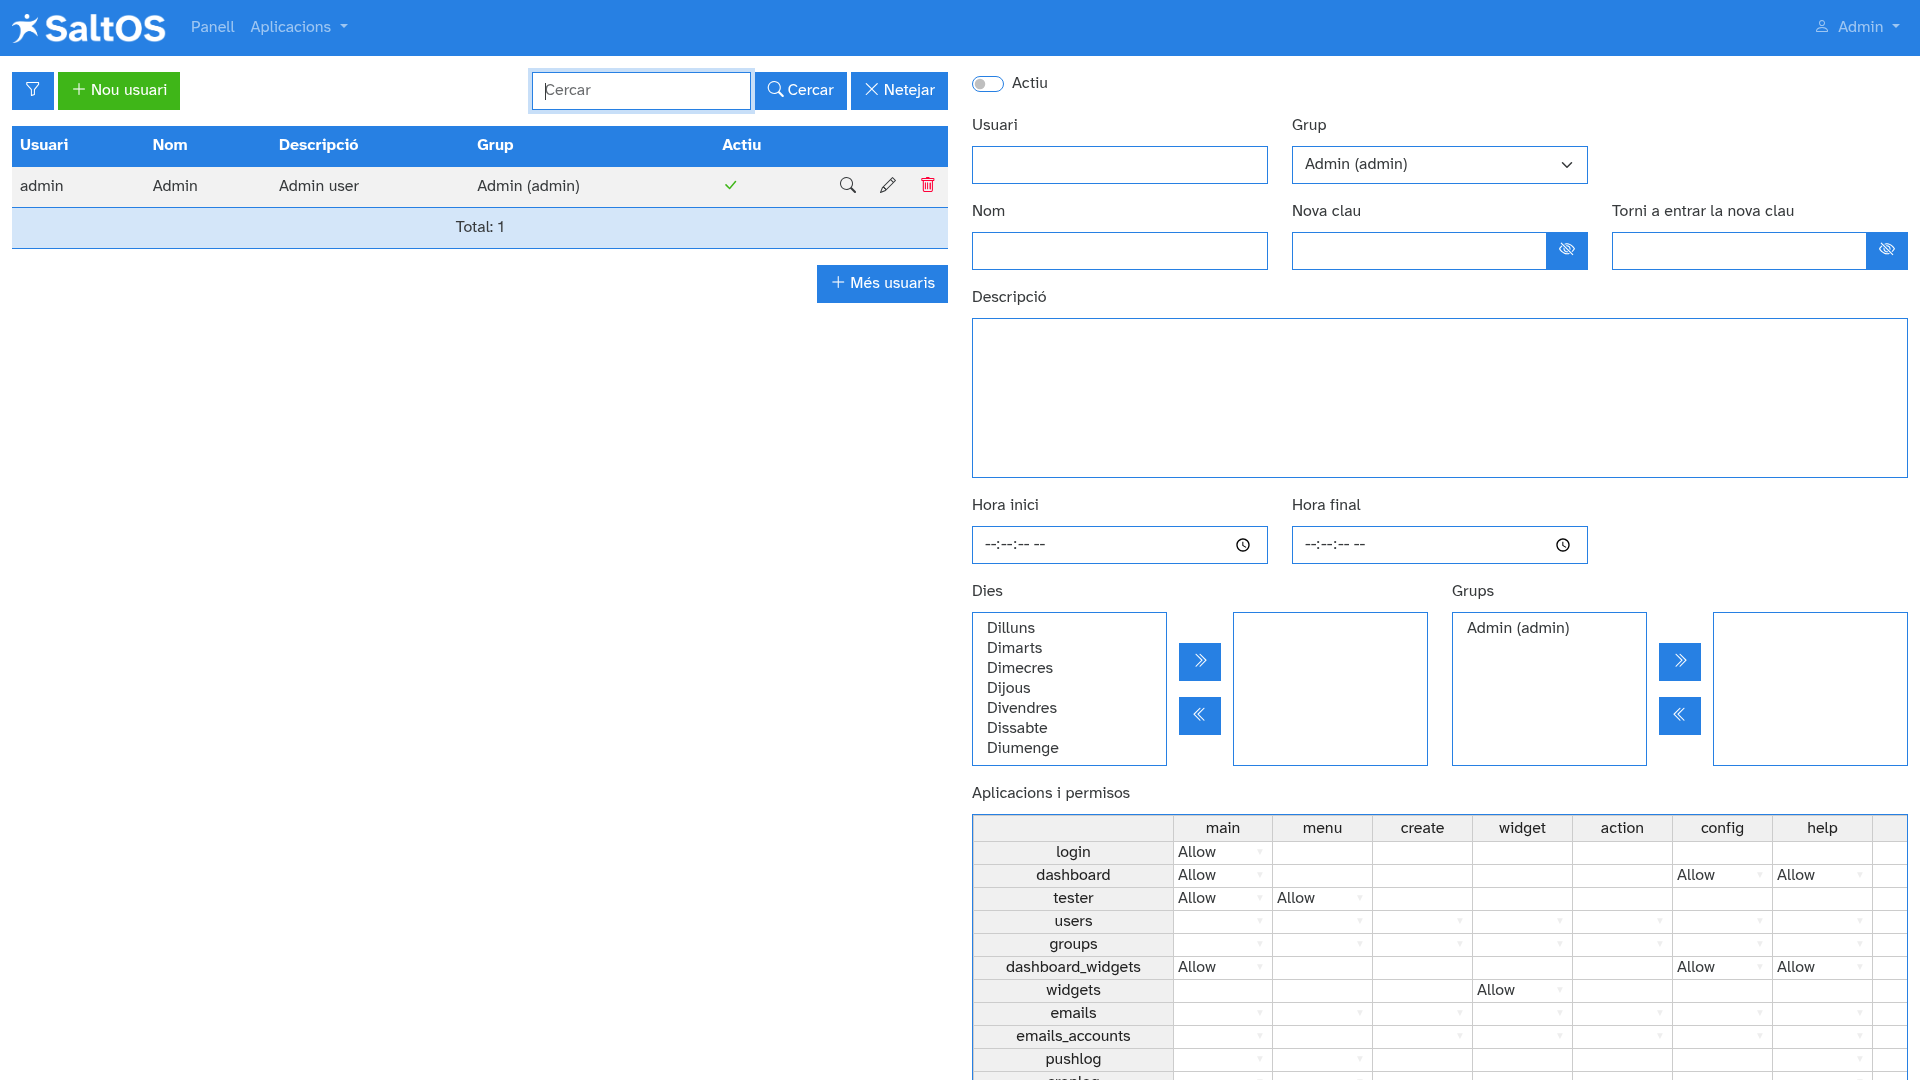 SaltOS Panell Aplicacions Admin
Nou usuari Cercar Cercar Netejar
Usuari Nom Descripció Grup Actiu
admin Admin Admin user Admin (admin)
Total: 1
Més usuaris
Actiu
Usuari Grup
Admin (admin)
Nom Nova clau Torni a entrar la nova clau
Descripció
Hora inici Hora final
--:--:-- -- --:--:-- --
Dies Grups
Dilluns Admin (admin)
Dimarts
Dimecres
Dijous
Divendres
Dissabte
Diumenge
Aplicacions i permisos
main menu create widget action config help
login Allow
dashboard Allow Allow Allow
tester Allow Allow
users
groups
dashboard_widgets Allow Allow Allow
widgets Allow
emails
emails_accounts
pushlog